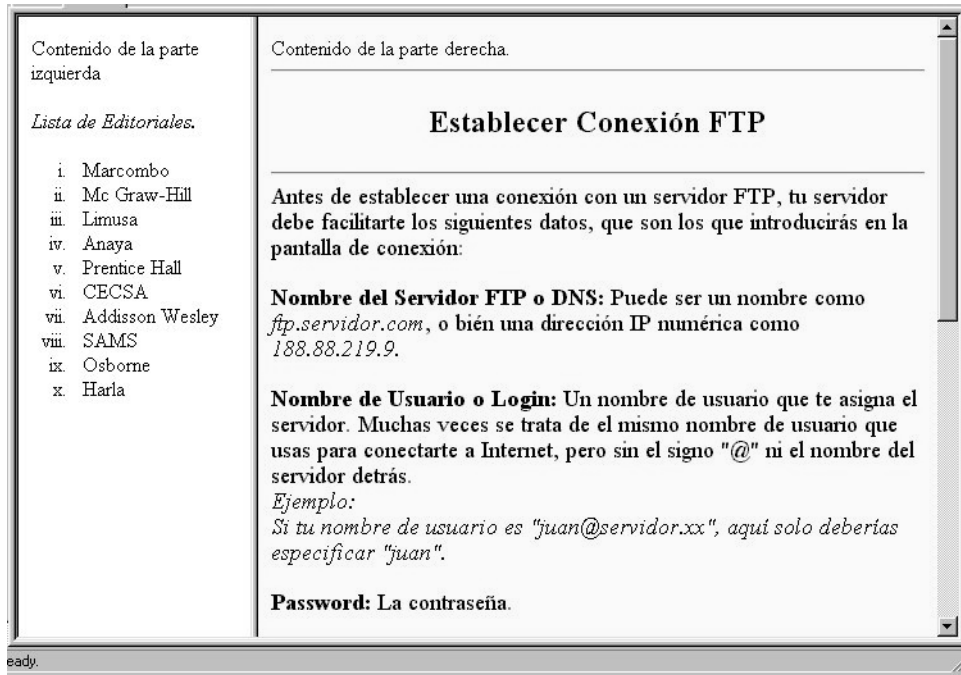 Contenido de la parte
izquierda
Lista de Editoriales.
i. Marcombo
ii. Mc Graw-Hill
iii. Limusa
iv. Anaya
v. Prentice Hall
vi. CECSA
vii. Addisson Wesley
viii. SAMS
ix. Osborne
x. Harla
Contenido de la parte derecha.
Establecer Conexión FTP
Antes de establecer una conexión con un servidor FTP, tu servidor
debe facilitarte los siguientes datos, que son los que introducirás en la
pantalla de conexión:
Nombre del Servidor FTP o DNS: Puede ser un nombre como
ftp.servidor.com, o bién una dirección IP numérica como
188.88.219.9.
Nombre de Usuario o Login: Un nombre de usuario que te asigna el
servidor. Muchas veces se trata de el mismo nombre de usuario que
usas para conectarte a Internet, pero sin el signo "@" ni el nombre del
servidor detrás.
Ejemplo:
Si tu nombre de usuario es "juan@servidor.xx", aquí solo deberías
especificar "juan".
Password: La contraseña.
eady.